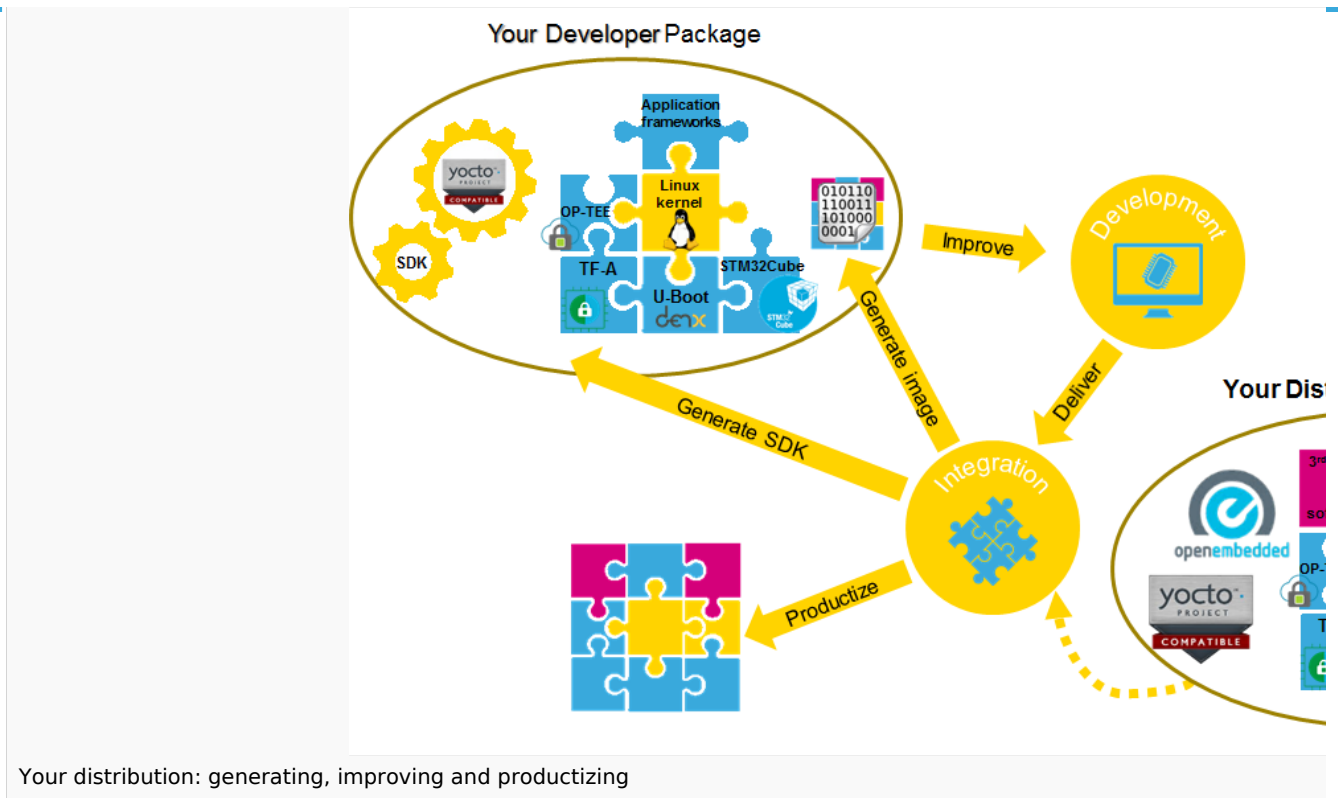 Your Developer Package
Application
frameworks
yocto
PROJECT
COMPATIBLE
Linux
kernel
010110
110011
101000
0001
OP-TEE
SDK
TF-A
STM32Cube
U-Boot
denx
STM32
Cube
Development
Improve
Generate image
Deliver
Your Dis
Generate SDK
Integration
3rd
so
openembedded
OP-
yocto
PROJECT
COMPATIBLE
T
Productize
Your distribution: generating, improving and productizing